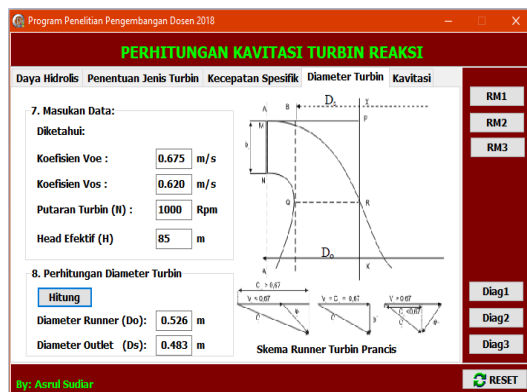 Program Penelitian Pengembangan Dosen 2018
PERHITUNGAN KAVITASI TURBIN REAKSI
Daya Hidrolis Penentuan Jenis Turbin Kecepatan Spesifik Diameter Turbin Kavitasi
7. Masukan Data:
Diketahui:
Koefisien Voe : 0.675 m/s
Koefisien Vos : 0.620 m/s
Putaran Turbin (N) : 1000 Rpm
Head Efektif (H) 85 m
8. Perhitungan Diameter Turbin
Hitung
Diameter Runner (Do): 0.526 m
Diameter Outlet (Ds): 0.483 m
A B Y
M P
N
Q R
Do
K
Skema Runner Turbin Prancis
RM1
RM2
RM3
Diag1
Diag2
Diag3
By: Asrul Sudiar
RESET